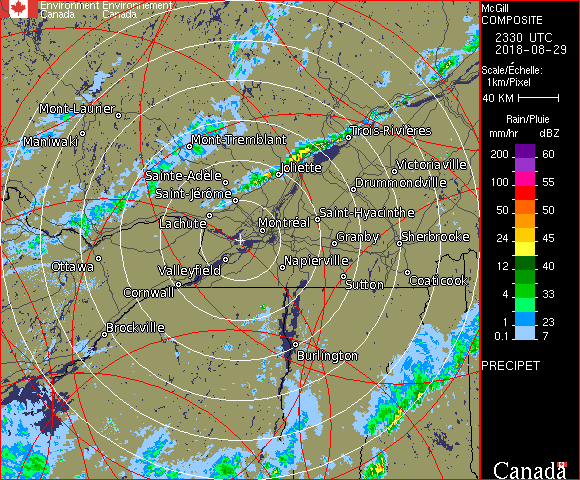 Environment Environnement
Canada Canada
McGill
COMPOSITE
2330 UTC
2018-08-29
Scale/Échelle:
1km/Pixel
40 KM
Rain/Pluie
mm/hr dBZ
200 60
100 55
50 50
24 45
12 40
4 33
1 23
0.1 7
PRECIPET
Canada
Mont-Laurier
Maniwaki
Mont-Tremblant
Trois-Rivières
Sainte-Adèle
Joliette
Victoriaville
Saint-Jérôme
Drummondville
Lachute
Montréal
Saint-Hyacinthe
Ottawa
Granby
Sherbrooke
Valleyfield
Napierville
Cornwall
Sutton
Coaticook
Brockville
Burlington